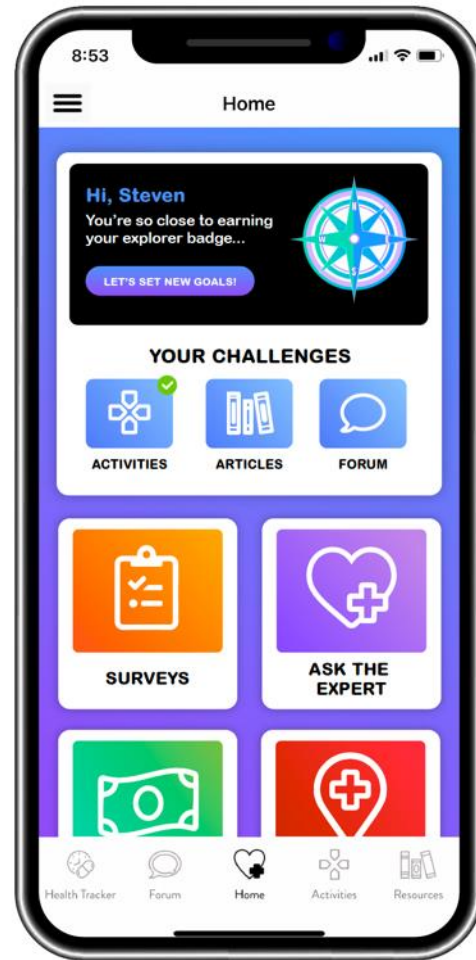 8:53
Home
Hi, Steven
You're so close to earning
your explorer badge...
LET'S SET NEW GOALS!
N
W
S
YOUR CHALLENGES
ACTIVITIES
ARTICLES
FORUM
SURVEYS
ASK THE
EXPERT
Health Tracker
Forum
Home
Activities
Resources